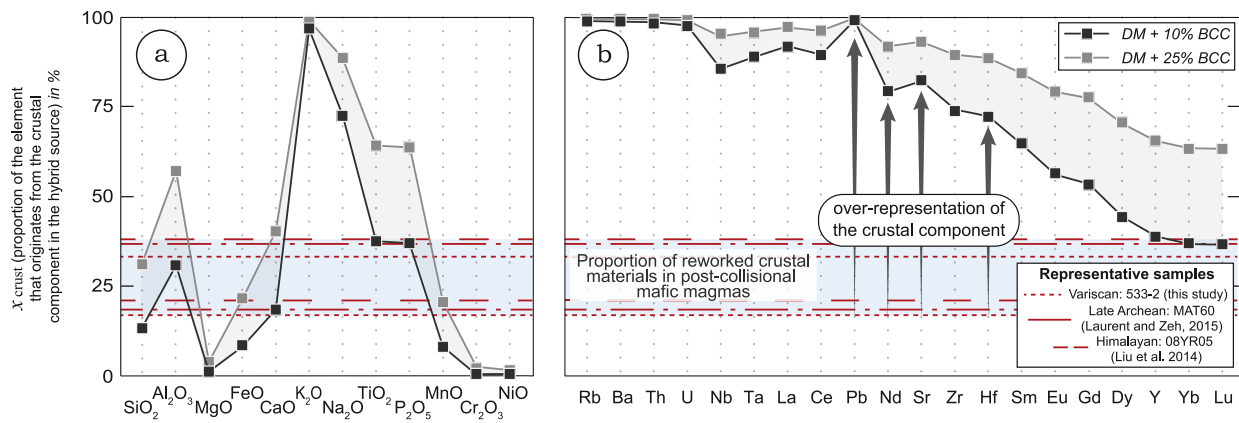 χ crust (proportion of the element
that originates from the crustal
component in the hybrid source) in %
100
75
50
25
0
a
SiO2
Al2O3
MgO
FeO
CaO
K2O
Na2O
TiO2
P2O5
MnO
Cr2O3
NiO
b
DM + 10% BCC
DM + 25% BCC
over-representation of
the crustal component
Proportion of reworked crustal
materials in post-collisional
mafic magmas
Representative samples
Variscan: 533-2 (this study)
Late Archean: MAT60
(Laurent and Zeh, 2015)
Himalayan: 08YR05
(Liu et al. 2014)
Rb Ba Th U Nb Ta La Ce Pb Nd Sr Zr Hf Sm Eu Gd Dy Y Yb Lu